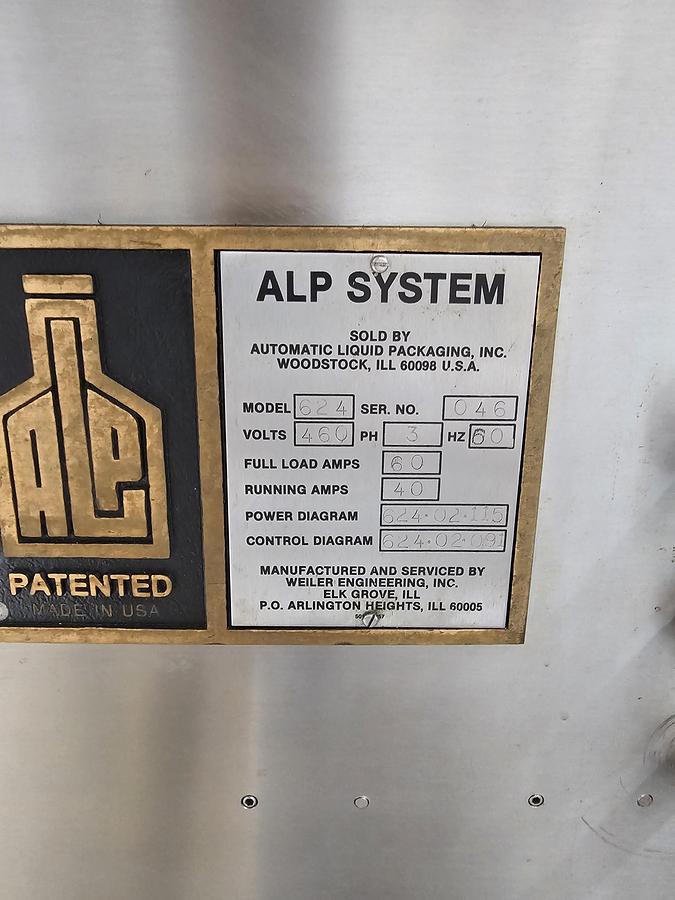 ALP
PATENTED
MADE IN USA
ALP SYSTEM
SOLD BY
AUTOMATIC LIQUID PACKAGING, INC.
WOODSTOCK, ILL 60098 U.S.A.
MODEL 624 SER. NO. 046
VOLTS 460 PH 3 HZ 60
FULL LOAD AMPS 60
RUNNING AMPS 40
POWER DIAGRAM 624·02·115
CONTROL DIAGRAM 624·02·091
MANUFACTURED AND SERVICED BY
WEILER ENGINEERING, INC.
ELK GROVE, ILL
P.O. ARLINGTON HEIGHTS, ILL 60005